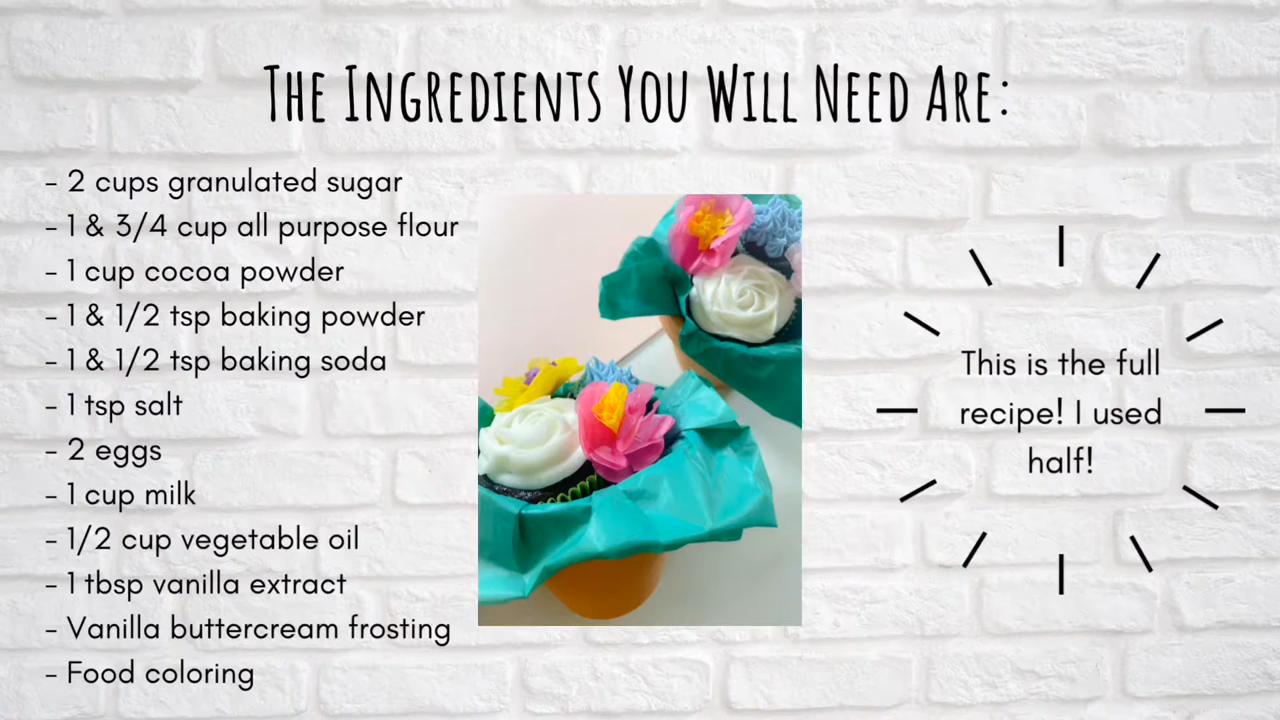 The Ingredients You Will Need Are:
- 2 cups granulated sugar
- 1 & 3/4 cup all purpose flour
- 1 cup cocoa powder
- 1 & 1/2 tsp baking powder
- 1 & 1/2 tsp baking soda
- 1 tsp salt
- 2 eggs
- 1 cup milk
- 1/2 cup vegetable oil
- 1 tbsp vanilla extract
- Vanilla buttercream frosting
- Food coloring
This is the full
recipe! I used
half!